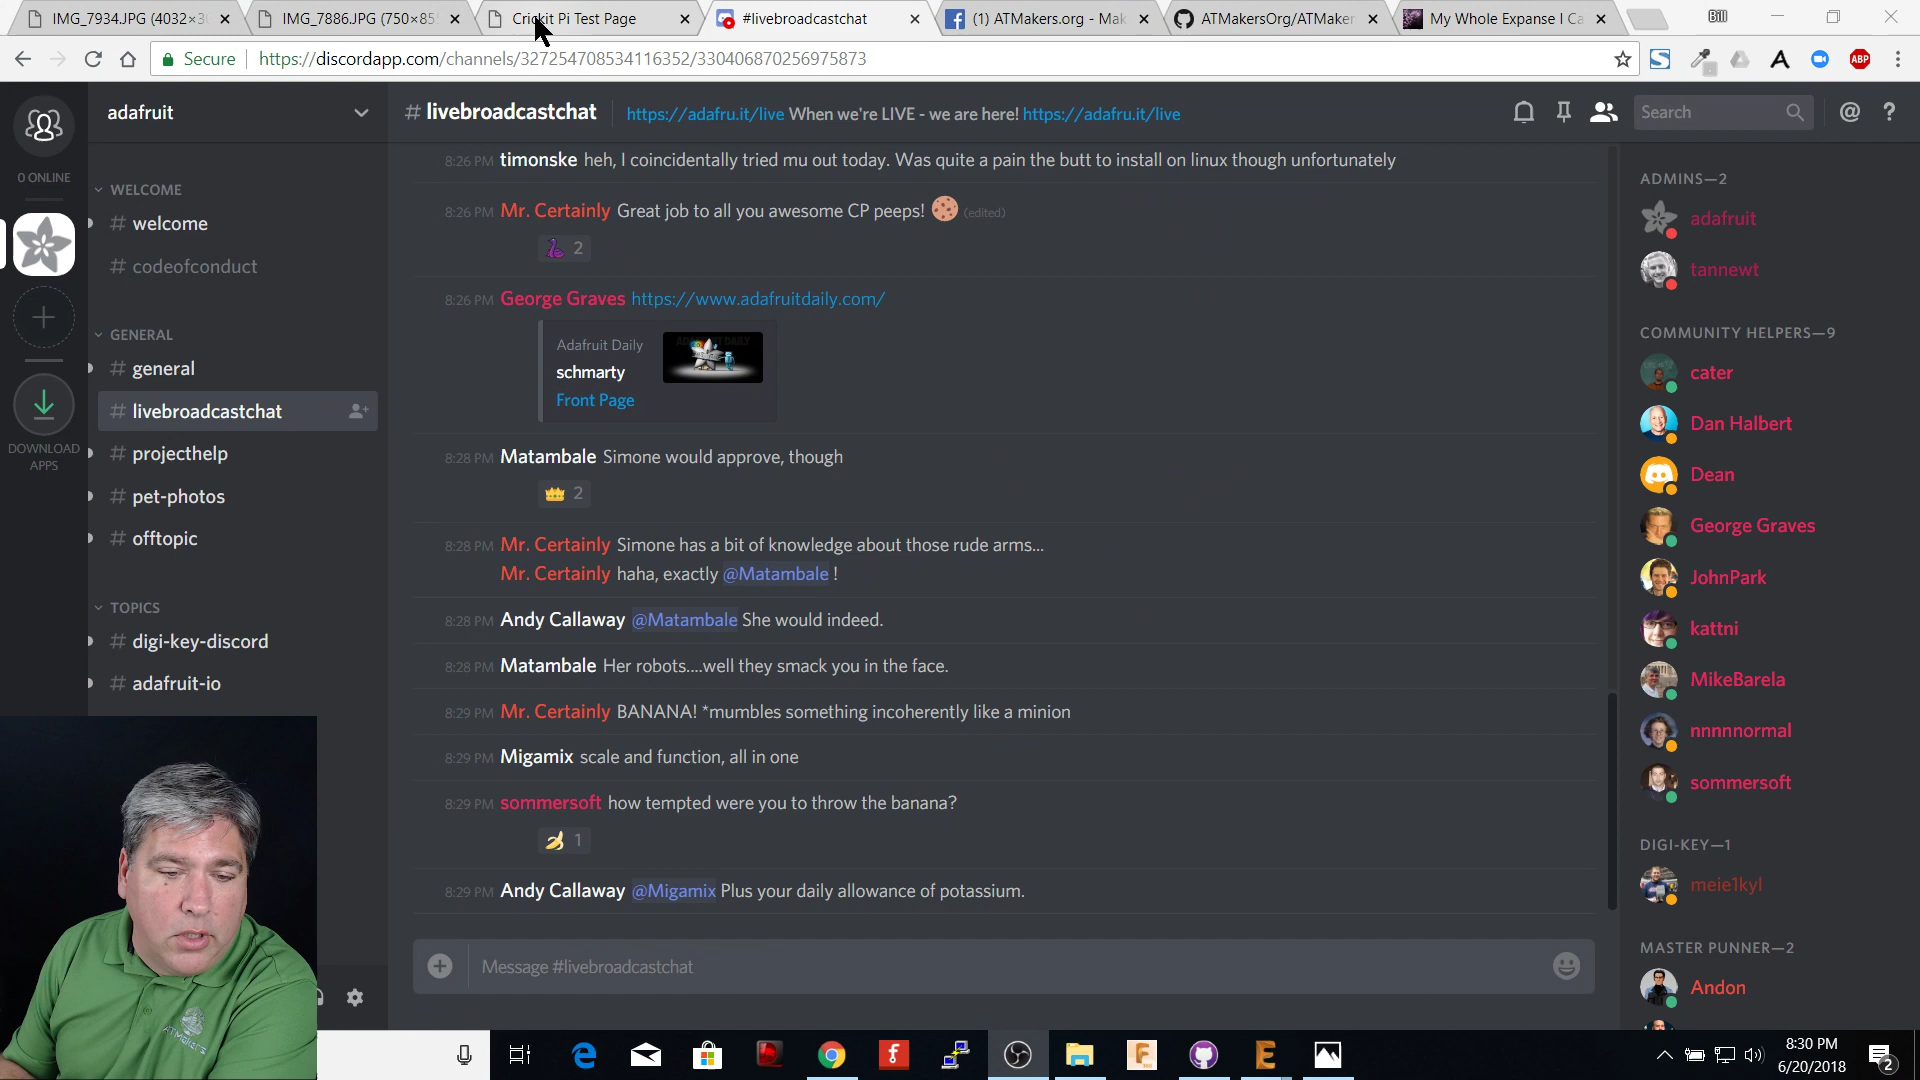 IMG_7934.JPG (4032×3
IMG_7886.JPG (750×85
Crickit Pi Test Page
#livebroadcastchat
(1) ATMakers.org - Mak
ATMakersOrg/ATMaker
My Whole Expanse I Ca
Bill
Secure
https://discordapp.com/channels/327254708534116352/330406870256975873
ABP
adafruit
# livebroadcastchat
https://adafru.it/live When we're LIVE - we are here! https://adafru.it/live
Search
0 ONLINE
DOWNLOAD
APPS
WELCOME
# welcome
# codeofconduct
GENERAL
# general
# livebroadcastchat
# projecthelp
# pet-photos
# offtopic
TOPICS
# digi-key-discord
# adafruit-io
8:26 PM timonske heh, I coincidentally tried mu out today. Was quite a pain the butt to install on linux though unfortunately
8:26 PM Mr. Certainly Great job to all you awesome CP peeps! 🍪 (edited)
2
8:26 PM George Graves https://www.adafruitdaily.com/
Adafruit Daily
schmarty
Front Page
8:28 PM Matambale Simone would approve, though
2
8:28 PM Mr. Certainly Simone has a bit of knowledge about those rude arms...
Mr. Certainly haha, exactly @Matambale !
8:28 PM Andy Callaway @Matambale She would indeed.
8:28 PM Matambale Her robots....well they smack you in the face.
8:29 PM Mr. Certainly BANANA! *mumbles something incoherently like a minion
8:29 PM Migamix scale and function, all in one
8:29 PM sommersoft how tempted were you to throw the banana?
1
8:29 PM Andy Callaway @Migamix Plus your daily allowance of potassium.
Message #livebroadcastchat
ADMINS—2
adafruit
tannewt
COMMUNITY HELPERS—9
cater
Dan Halbert
Dean
George Graves
JohnPark
kattni
MikeBarela
nnnnnormal
sommersoft
DIGI-KEY—1
meie1kyl
MASTER PUNNER—2
Andon
ATMakers
8:30 PM
6/20/2018
2